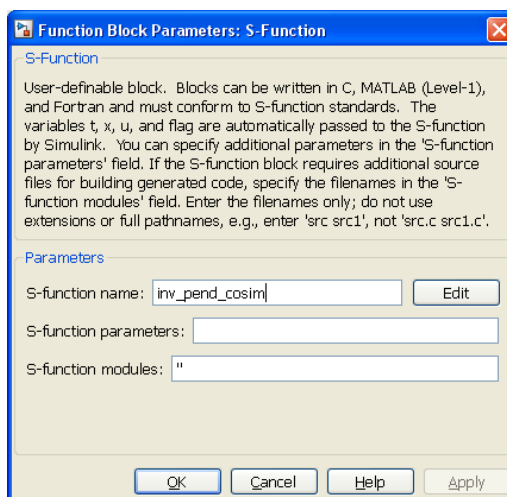 Function Block Parameters: S-Function
S-Function
User-definable block.  Blocks can be written in C, MATLAB (Level-1),
and Fortran and must conform to S-function standards.  The
variables t, x, u, and flag are automatically passed to the S-function
by Simulink.  You can specify additional parameters in the 'S-function
parameters' field. If the S-function block requires additional source
files for building generated code, specify the filenames in the 'S-
function modules' field. Enter the filenames only; do not use
extensions or full pathnames, e.g., enter 'src src1', not 'src.c src1.c'.
Parameters
S-function name: inv_pend_cosim Edit
S-function parameters:
S-function modules: ''
OK Cancel Help Apply